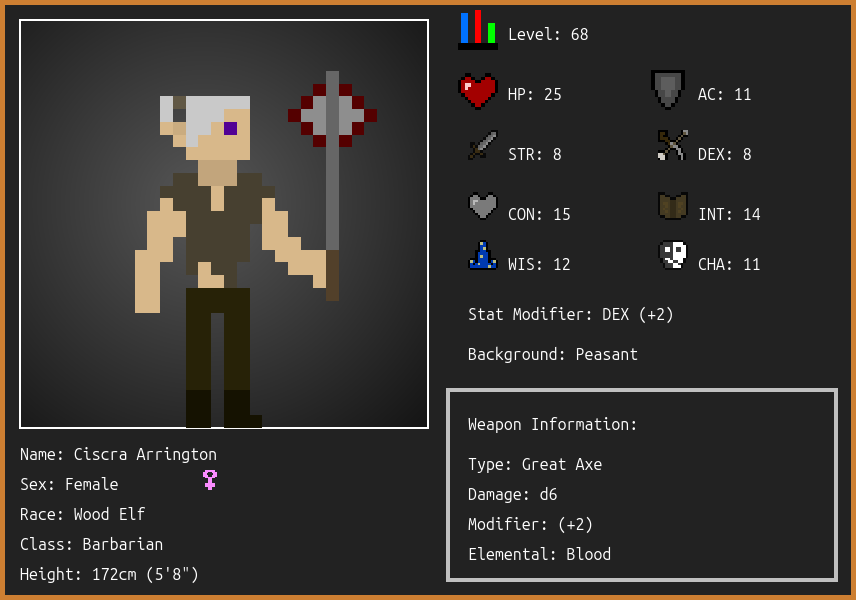 Level: 68
HP: 25
AC: 11
STR: 8
DEX: 8
CON: 15
INT: 14
WIS: 12
CHA: 11
Stat Modifier: DEX (+2)
Background: Peasant
Weapon Information:
Type: Great Axe
Damage: d6
Modifier: (+2)
Elemental: Blood
Name: Ciscra Arrington
Sex: Female
Race: Wood Elf
Class: Barbarian
Height: 172cm (5'8")